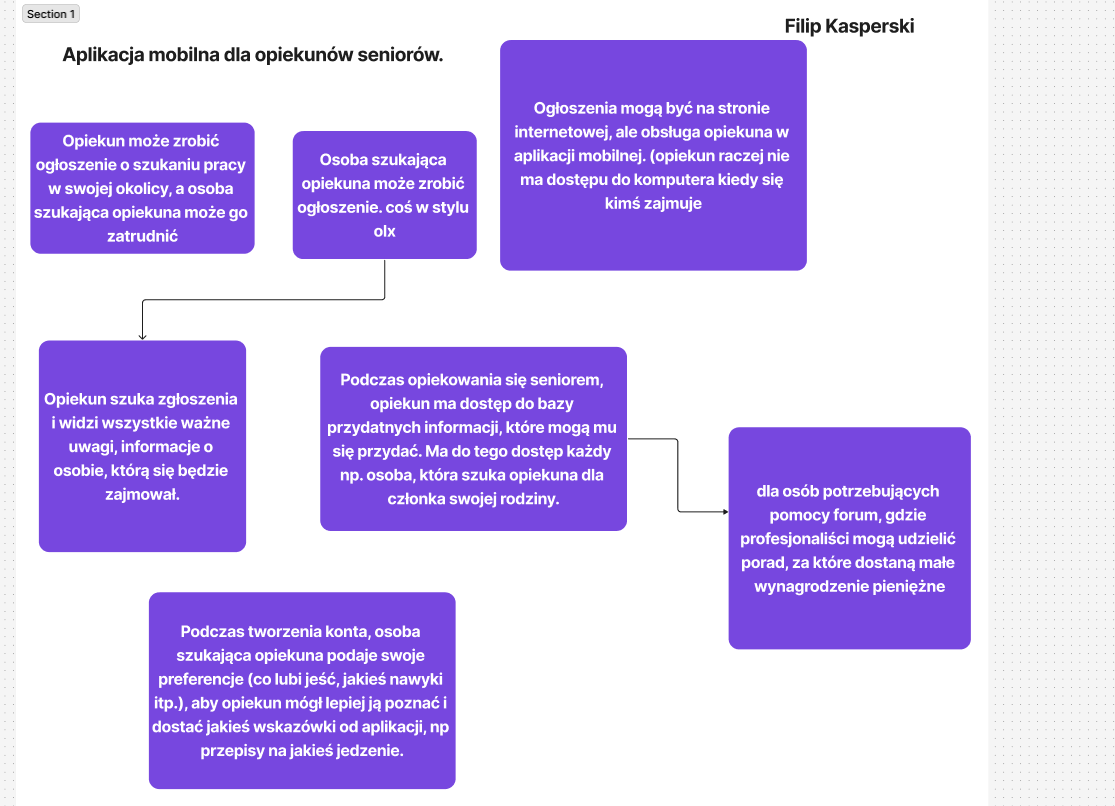 Section 1
Filip Kasperski
Aplikacja mobilna dla opiekunów seniorów.
Opiekun może zrobić
ogłoszenie o szukaniu pracy
w swojej okolicy, a osoba
szukająca opiekuna może go
zatrudnić
Osoba szukająca
opiekuna może zrobić
ogłoszenie. coś w stylu
olx
Ogłoszenia mogą być na stronie
internetowej, ale obsługa opiekuna w
aplikacji mobilnej. (opiekun raczej nie
ma dostępu do komputera kiedy się
kimś zajmuje
Opiekun szuka zgłoszenia
i widzi wszystkie ważne
uwagi, informacje o
osobie, którą się będzie
zajmował.
Podczas opiekowania się seniorem,
opiekun ma dostęp do bazy
przydatnych informacji, które mogą mu
się przydać. Ma do tego dostęp każdy
np. osoba, która szuka opiekuna dla
członka swojej rodziny.
dla osób potrzebujących
pomocy forum, gdzie
profesjonaliści mogą udzielić
porad, za które dostaną małe
wynagrodzenie pieniężne
Podczas tworzenia konta, osoba
szukająca opiekuna podaje swoje
preferencje (co lubi jeść, jakieś nawyki
itp.), aby opiekun mógł lepiej ją poznać i
dostać jakieś wskazówki od aplikacji, np
przepisy na jakieś jedzenie.